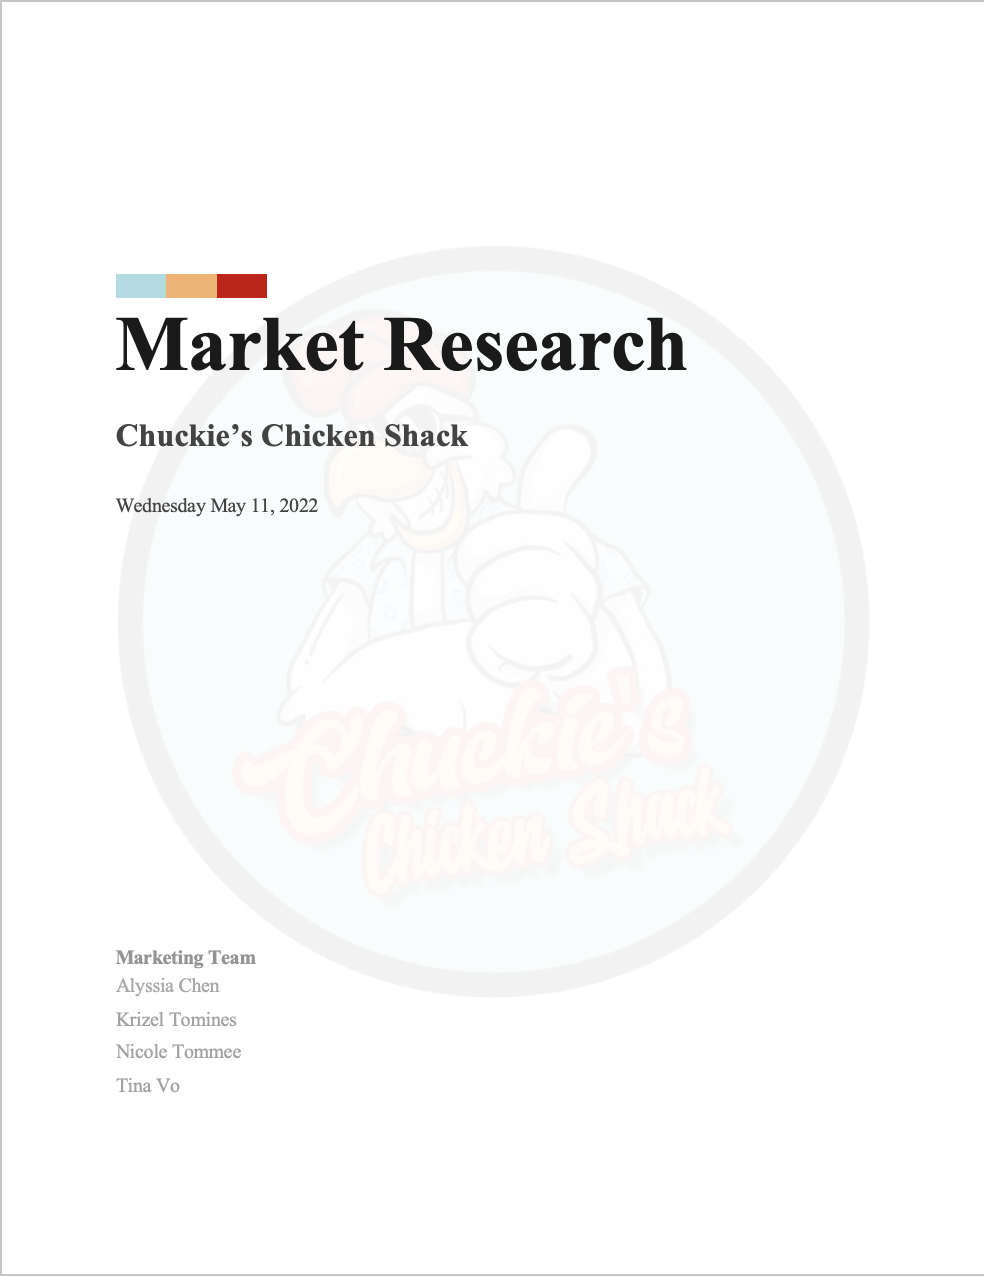 Market Research
Chuckie’s Chicken Shack
Wednesday May 11, 2022
Chuckie's
Chicken Shack
Marketing Team
Alyssia Chen
Krizel Tomines
Nicole Tommee
Tina Vo